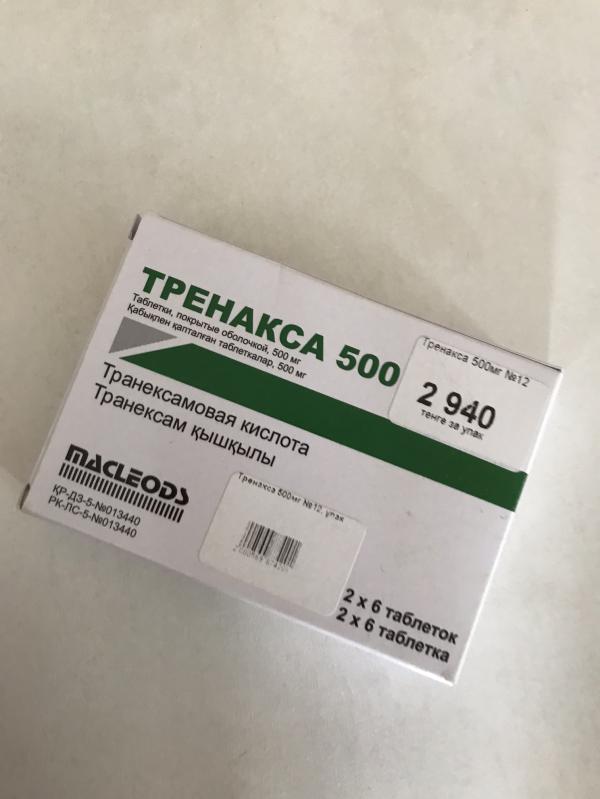 ТРЕНАКСА 500
Таблетки, покрытые оболочкой, 500 мг
Қабықпен қапталған таблеткалар, 500 мг
Тренакса 500мг №12
2 940
тенге за упак
Транексамовая кислота
Транексам қышқылы
MACLEODS
ҚР-ДЗ-5-№013440
РК-ЛС-5-№013440
Тренакса 500мг №12, упак
2 x 6 таблеток
2 x 6 таблетка